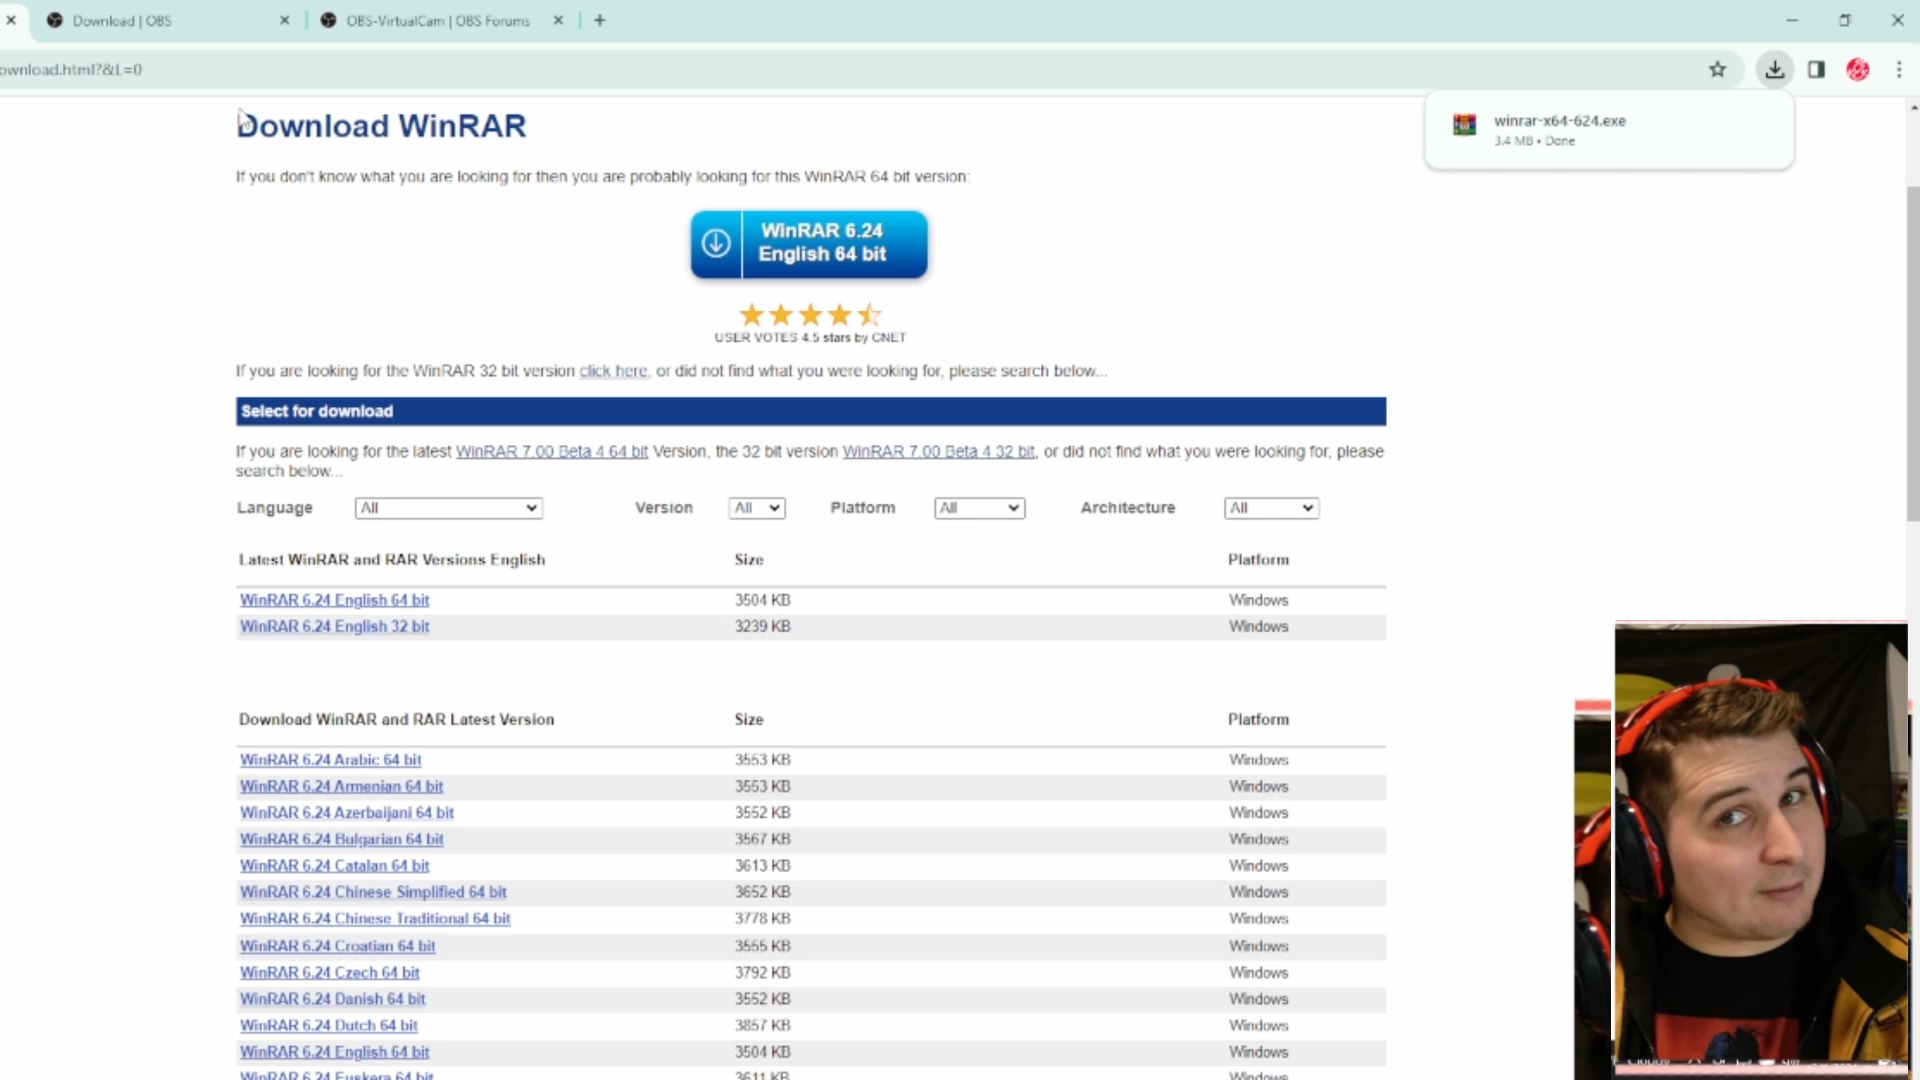 Download | OBS
OBS-VirtualCam | OBS Forums
ownload.html?&L=0
winrar-x64-624.exe
3.4 MB • Done
Download WinRAR
If you don't know what you are looking for then you are probably looking for this WinRAR 64 bit version:
WinRAR 6.24
English 64 bit
USER VOTES 4.5 stars by CNET
If you are looking for the WinRAR 32 bit version click here, or did not find what you were looking for, please search below...
Select for download
If you are looking for the latest WinRAR 7.00 Beta 4 64 bit Version, the 32 bit version WinRAR 7.00 Beta 4 32 bit, or did not find what you were looking for, please
search below...
Language All Version All Platform All Architecture All
Latest WinRAR and RAR Versions English Size Platform
WinRAR 6.24 English 64 bit 3504 KB Windows
WinRAR 6.24 English 32 bit 3239 KB Windows
Download WinRAR and RAR Latest Version Size Platform
WinRAR 6.24 Arabic 64 bit 3553 KB Windows
WinRAR 6.24 Armenian 64 bit 3553 KB Windows
WinRAR 6.24 Azerbaijani 64 bit 3552 KB Windows
WinRAR 6.24 Bulgarian 64 bit 3567 KB Windows
WinRAR 6.24 Catalan 64 bit 3613 KB Windows
WinRAR 6.24 Chinese Simplified 64 bit 3652 KB Windows
WinRAR 6.24 Chinese Traditional 64 bit 3778 KB Windows
WinRAR 6.24 Croatian 64 bit 3555 KB Windows
WinRAR 6.24 Czech 64 bit 3792 KB Windows
WinRAR 6.24 Danish 64 bit 3552 KB Windows
WinRAR 6.24 Dutch 64 bit 3857 KB Windows
WinRAR 6.24 English 64 bit 3504 KB Windows
WinRAR 6.24 Euskera 64 bit 3611 KB Windows